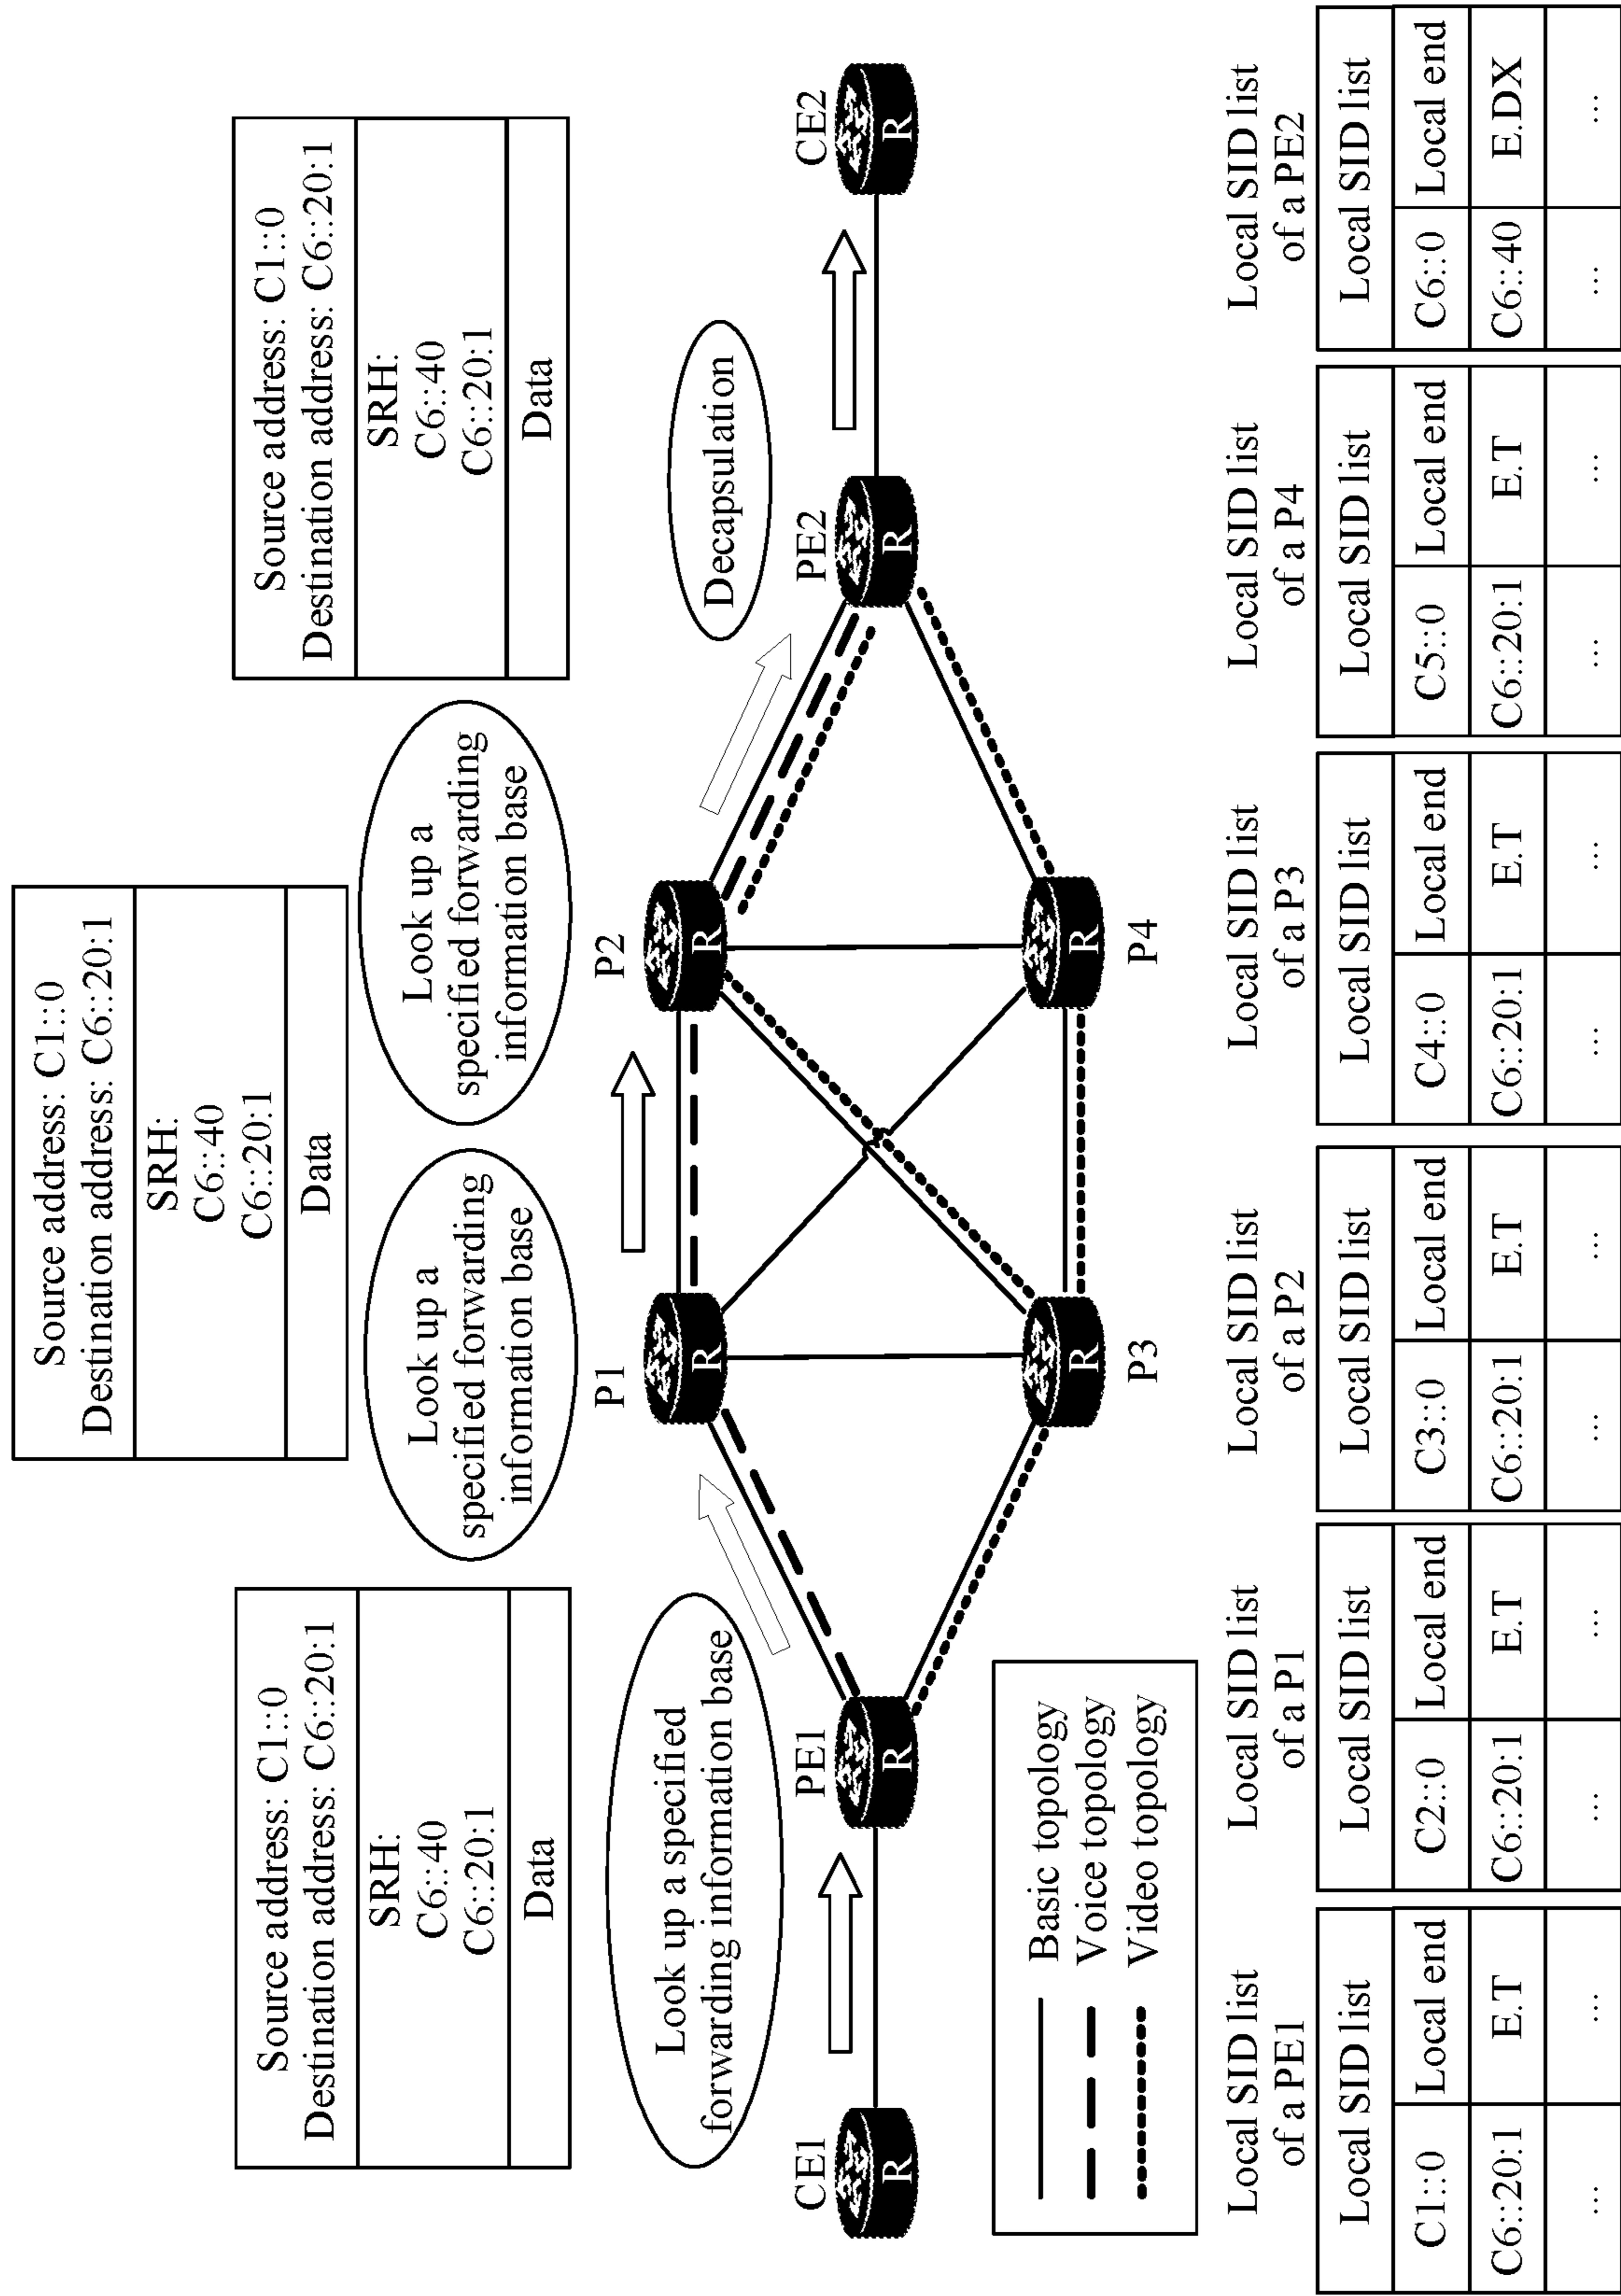 Source address: C1::0
Destination address: C6::20:1
SRH:
C6::40
C6::20:1
Data
Source address: C1::0
Destination address: C6::20:1
SRH:
C6::40
C6::20:1
Data
Source address: C1::0
Destination address: C6::20:1
SRH:
C6::40
C6::20:1
Data
Look up a specified
forwarding information base
Look up a
specified forwarding
information base
Look up a
specified forwarding
information base
Decapsulation
CE1
R
PE1
R
P1
R
P2
R
PE2
R
CE2
R
P3
R
P4
R
Basic topology
Voice topology
Video topology
Local SID list
of a PE1
Local SID list
C1::0 Local end
C6::20:1 E.T
... ...
Local SID list
of a P1
Local SID list
C2::0 Local end
C6::20:1 E.T
... ...
Local SID list
of a P2
Local SID list
C3::0 Local end
C6::20:1 E.T
... ...
Local SID list
of a P3
Local SID list
C4::0 Local end
C6::20:1 E.T
... ...
Local SID list
of a P4
Local SID list
C5::0 Local end
C6::20:1 E.T
... ...
Local SID list
of a PE2
Local SID list
C6::0 Local end
C6::40 E.DX
... ...